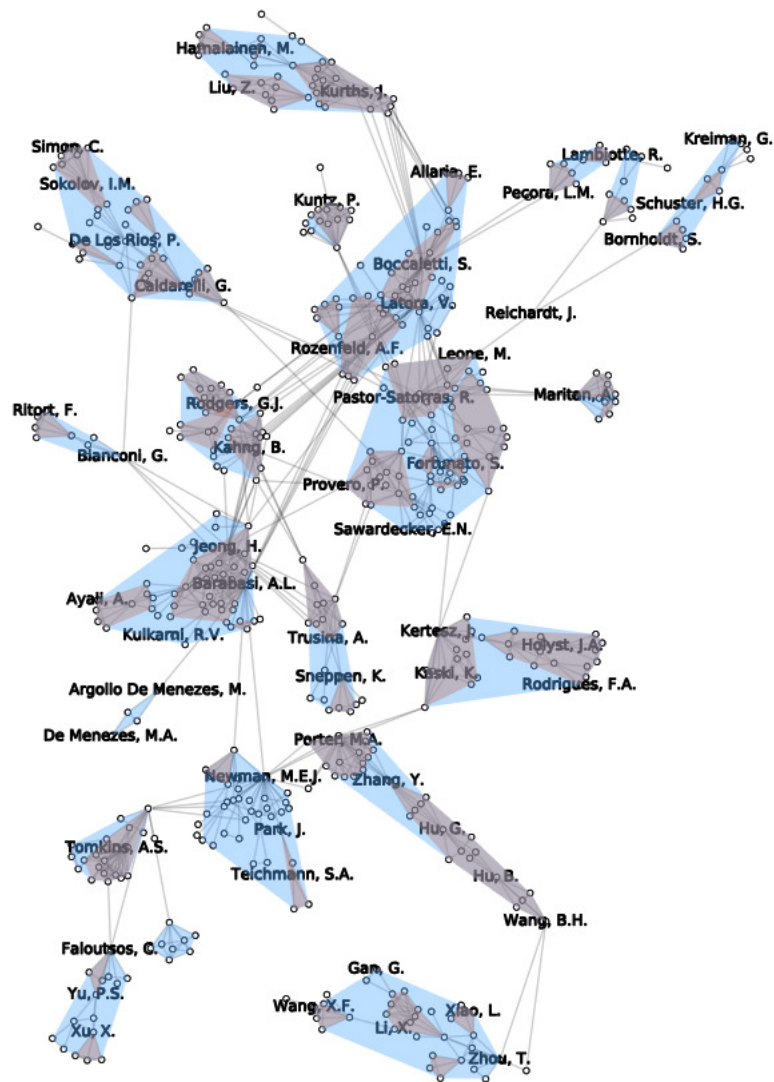 Hamalainen, M.
Liu, Z.
Kurths, J.
Kreiman, G.
Simon, C.
Lambiotte, R.
Allaria, E.
Sokolov, I.M.
Pecora, L.M.
Kuntz, P.
Schuster, H.G.
De Los Rios, P.
Bornholdt, S.
Boccaletti, S.
Caldarelli, G.
Latora, V.
Reichardt, J.
Rozenfeld, A.F.
Leone, M.
Pastor-Satorras, R.
Maritan, A.
Rodgers, G.J.
Ritort, F.
Kahng, B.
Bianconi, G.
Fortunato, S.
Provero, P.
Sawardecker, E.N.
Jeong, H.
Barabasi, A.L.
Ayali, A.
Kulkarni, R.V.
Trusina, A.
Kertesz, J.
Holyst, J.A.
Sneppen, K.
Kaski, K.
Rodrigues, F.A.
Argollo De Menezes, M.
De Menezes, M.A.
Porter, M.A.
Newman, M.E.J.
Zhang, Y.
Park, J.
Hu, G.
Tomkins, A.S.
Teichmann, S.A.
Hu, B.
Wang, B.H.
Faloutsos, C.
Gan, G.
Yu, P.S.
Wang, X.F.
Xiao, L.
Xu, X.
Li, X.
Zhou, T.